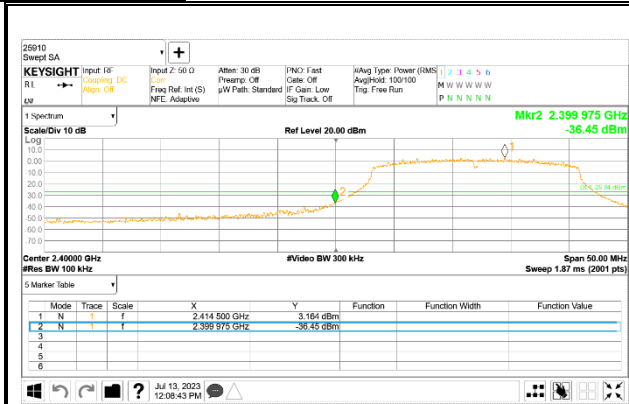 25910
Swept SA
KEYSIGHT
RL
Input: RF
Coupling: DC
Align: Off
Input Z: 50 Ω
Corr
Freq Ref: Int (S)
NFE: Adaptive
Atten: 30 dB
Preamp: Off
µW Path: Standard
PNO: Fast
Gate: Off
IF Gain: Low
Sig Track: Off
#Avg Type: Power (RMS
Avg|Hold: 100/100
Trig: Free Run
1 2 3 4 5 6
M W W W W W
P N N N N N
1 Spectrum
Mkr2 2.399 975 GHz
Scale/Div 10 dB
Ref Level 20.00 dBm
-36.45 dBm
Log
10.0
0.00
-10.0
-20.0
-30.0
-40.0
-50.0
-60.0
-70.0
1
2
Center 2.40000 GHz
#Video BW 300 kHz
Span 50.00 MHz
#Res BW 100 kHz
Sweep 1.87 ms (2001 pts)
5 Marker Table
Mode Trace Scale X Y Function Function Width Function Value
1 N 1 f 2.414 500 GHz 3.164 dBm
2 N 1 f 2.399 975 GHz -36.45 dBm
3
4
5
6
?
Jul 13, 2023
12:08:43 PM